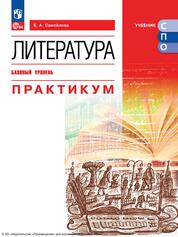 УЧЕБНИК СПО
Е. А. Самойлова
ЛИТЕРАТУРА
БАЗОВЫЙ УРОВЕНЬ
ПРАКТИКУМ